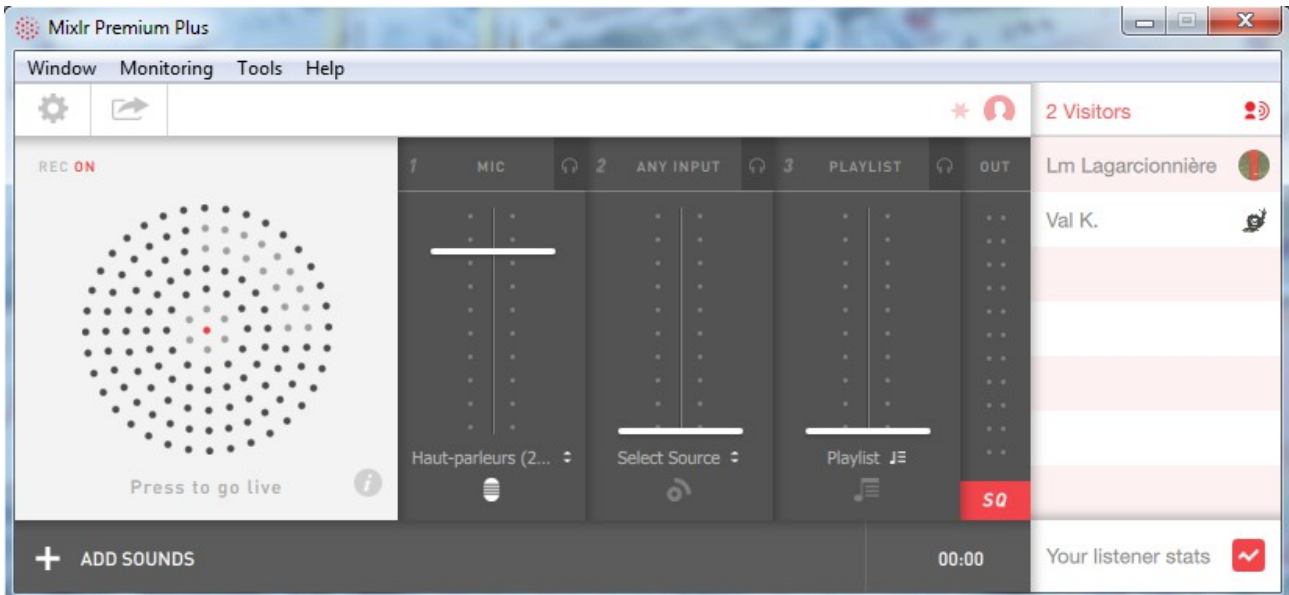 Mixlr Premium Plus
Window Monitoring Tools Help
2 Visitors
REC ON
1 MIC 2 ANY INPUT 3 PLAYLIST OUT
Lm Lagarcionnière
Val K.
Haut-parleurs (2... Select Source Playlist
Press to go live
SQ
+ ADD SOUNDS 00:00 Your listener stats